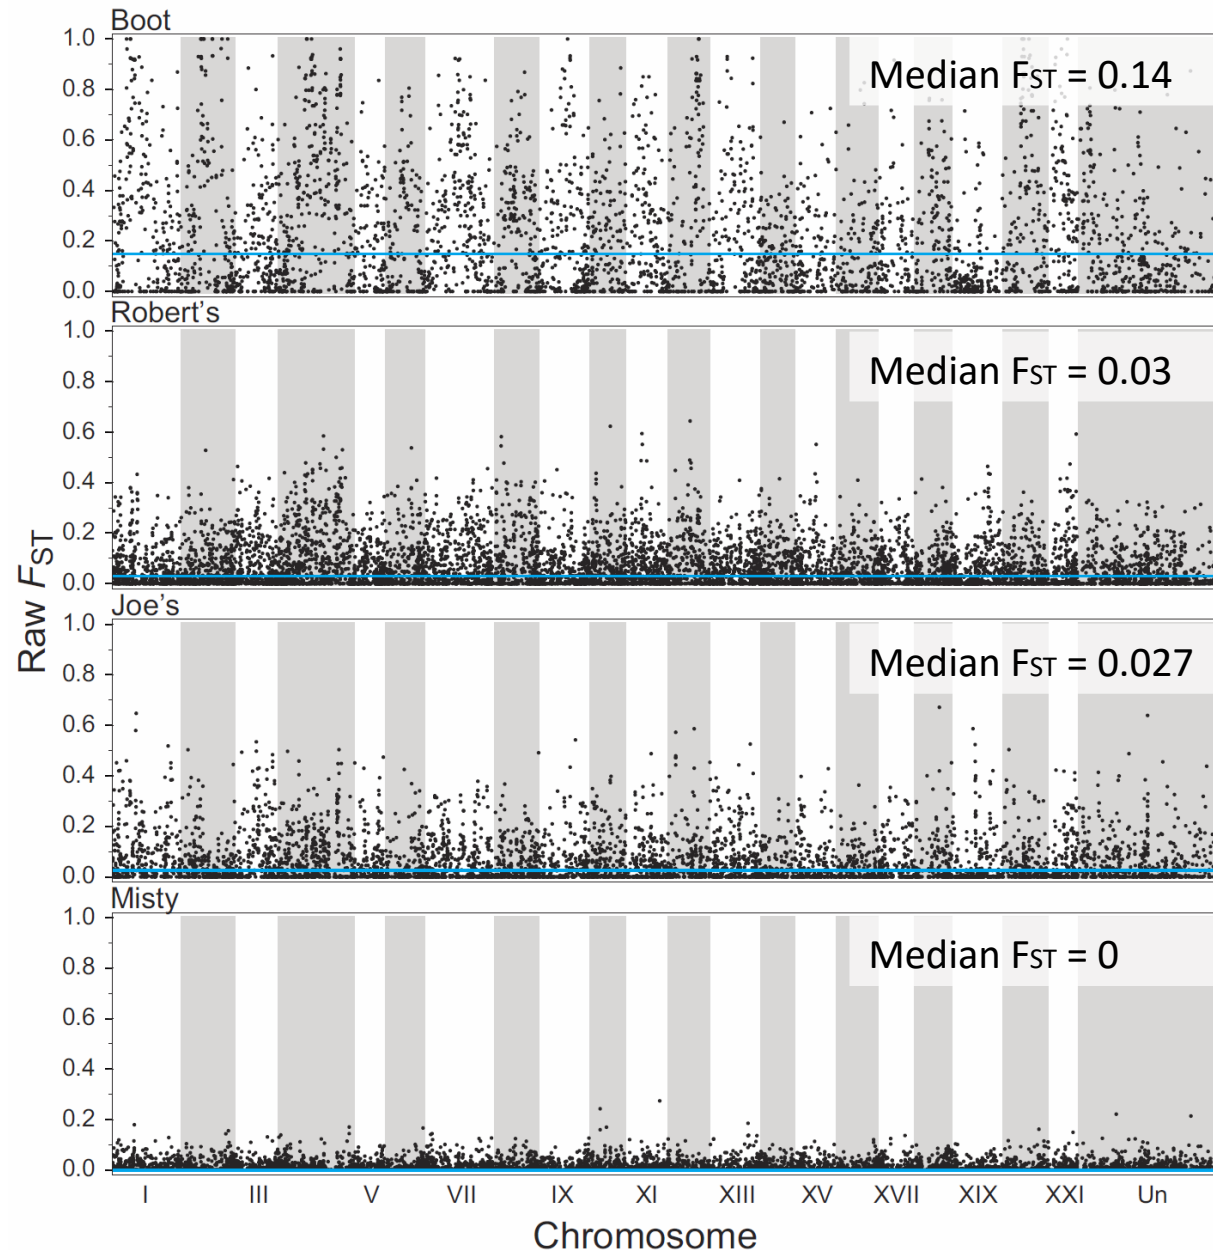 Boot
1.0
0.8
0.6
0.4
0.2
0.0
Median FST = 0.14
Robert's
1.0
0.8
0.6
0.4
0.2
0.0
Median FST = 0.03
Raw FST
Joe's
1.0
0.8
0.6
0.4
0.2
0.0
Median FST = 0.027
Misty
1.0
0.8
0.6
0.4
0.2
0.0
Median FST = 0
I III V VII IX XI XIII XV XVII XIX XXI Un
Chromosome